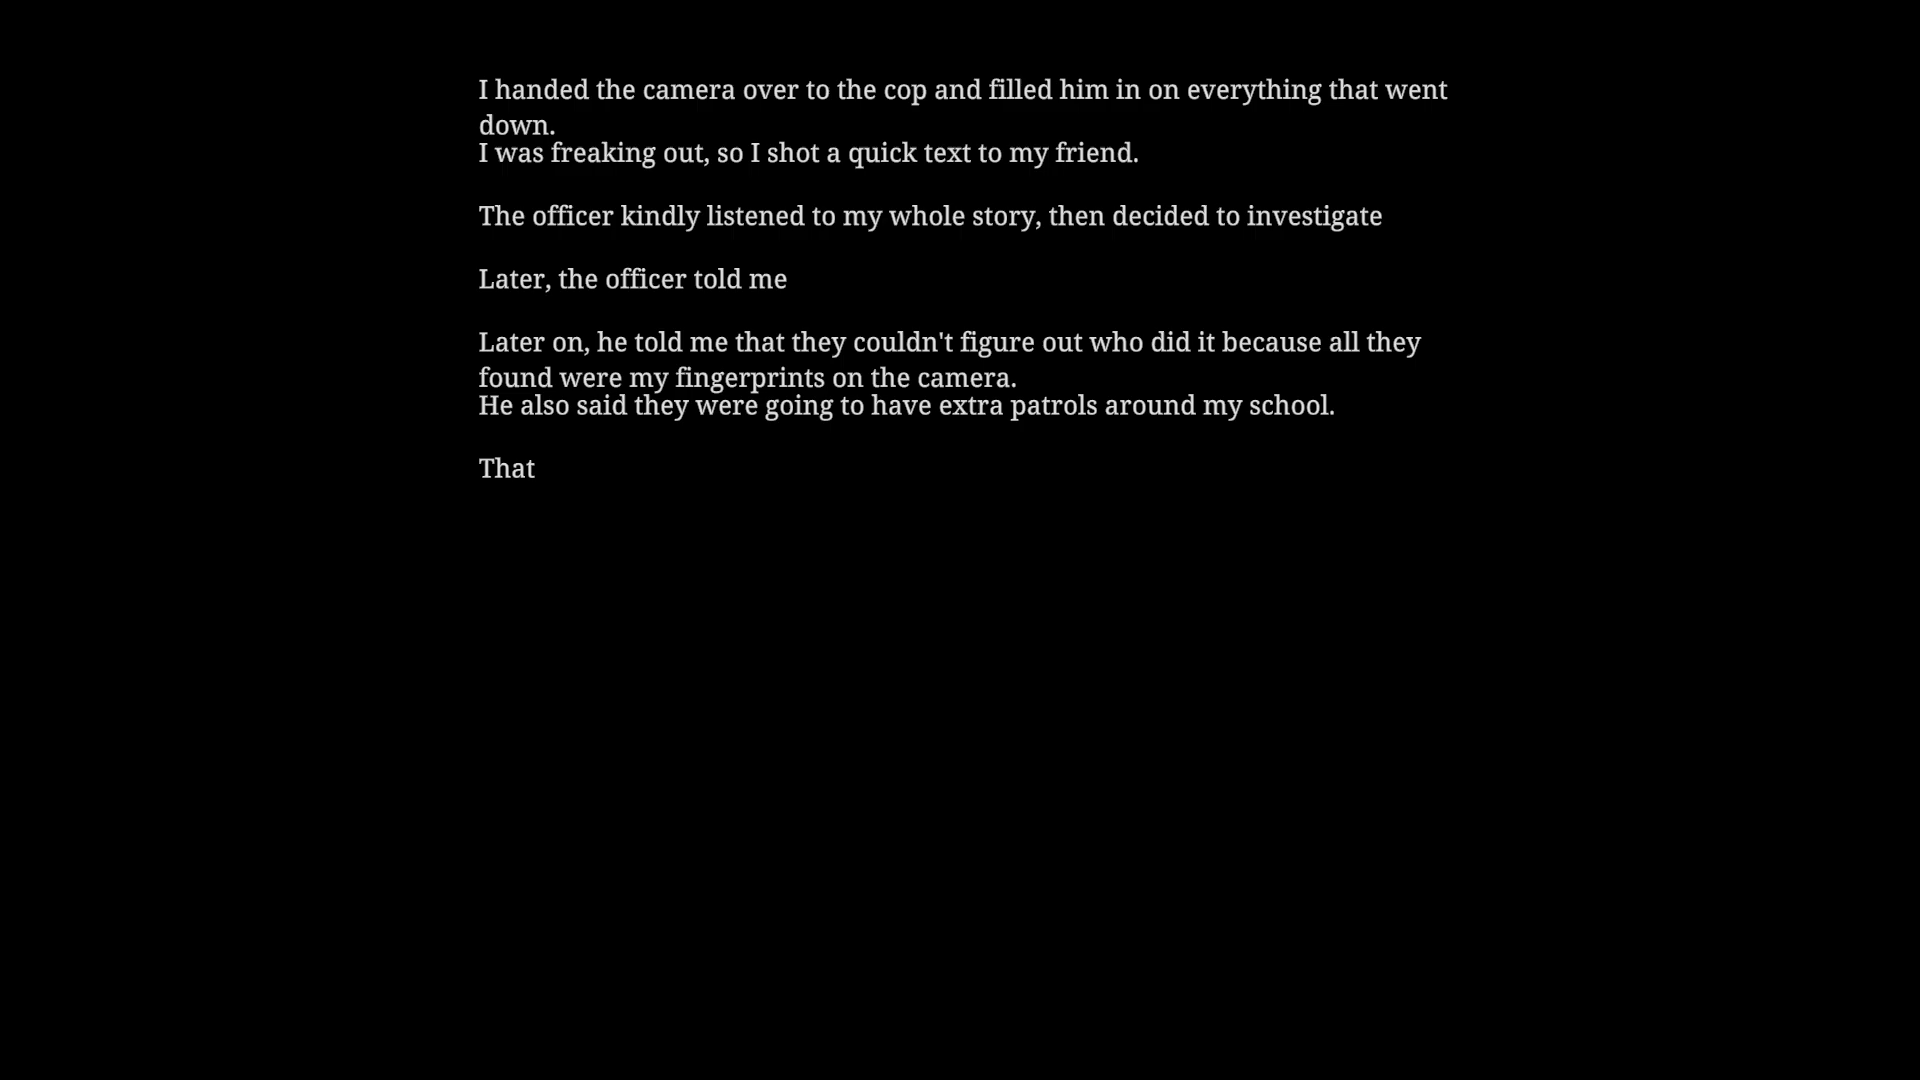 I handed the camera over to the cop and filled him in on everything that went
down.
I was freaking out, so I shot a quick text to my friend.
The officer kindly listened to my whole story, then decided to investigate
Later, the officer told me
Later on, he told me that they couldn't figure out who did it because all they
found were my fingerprints on the camera.
He also said they were going to have extra patrols around my school.
That